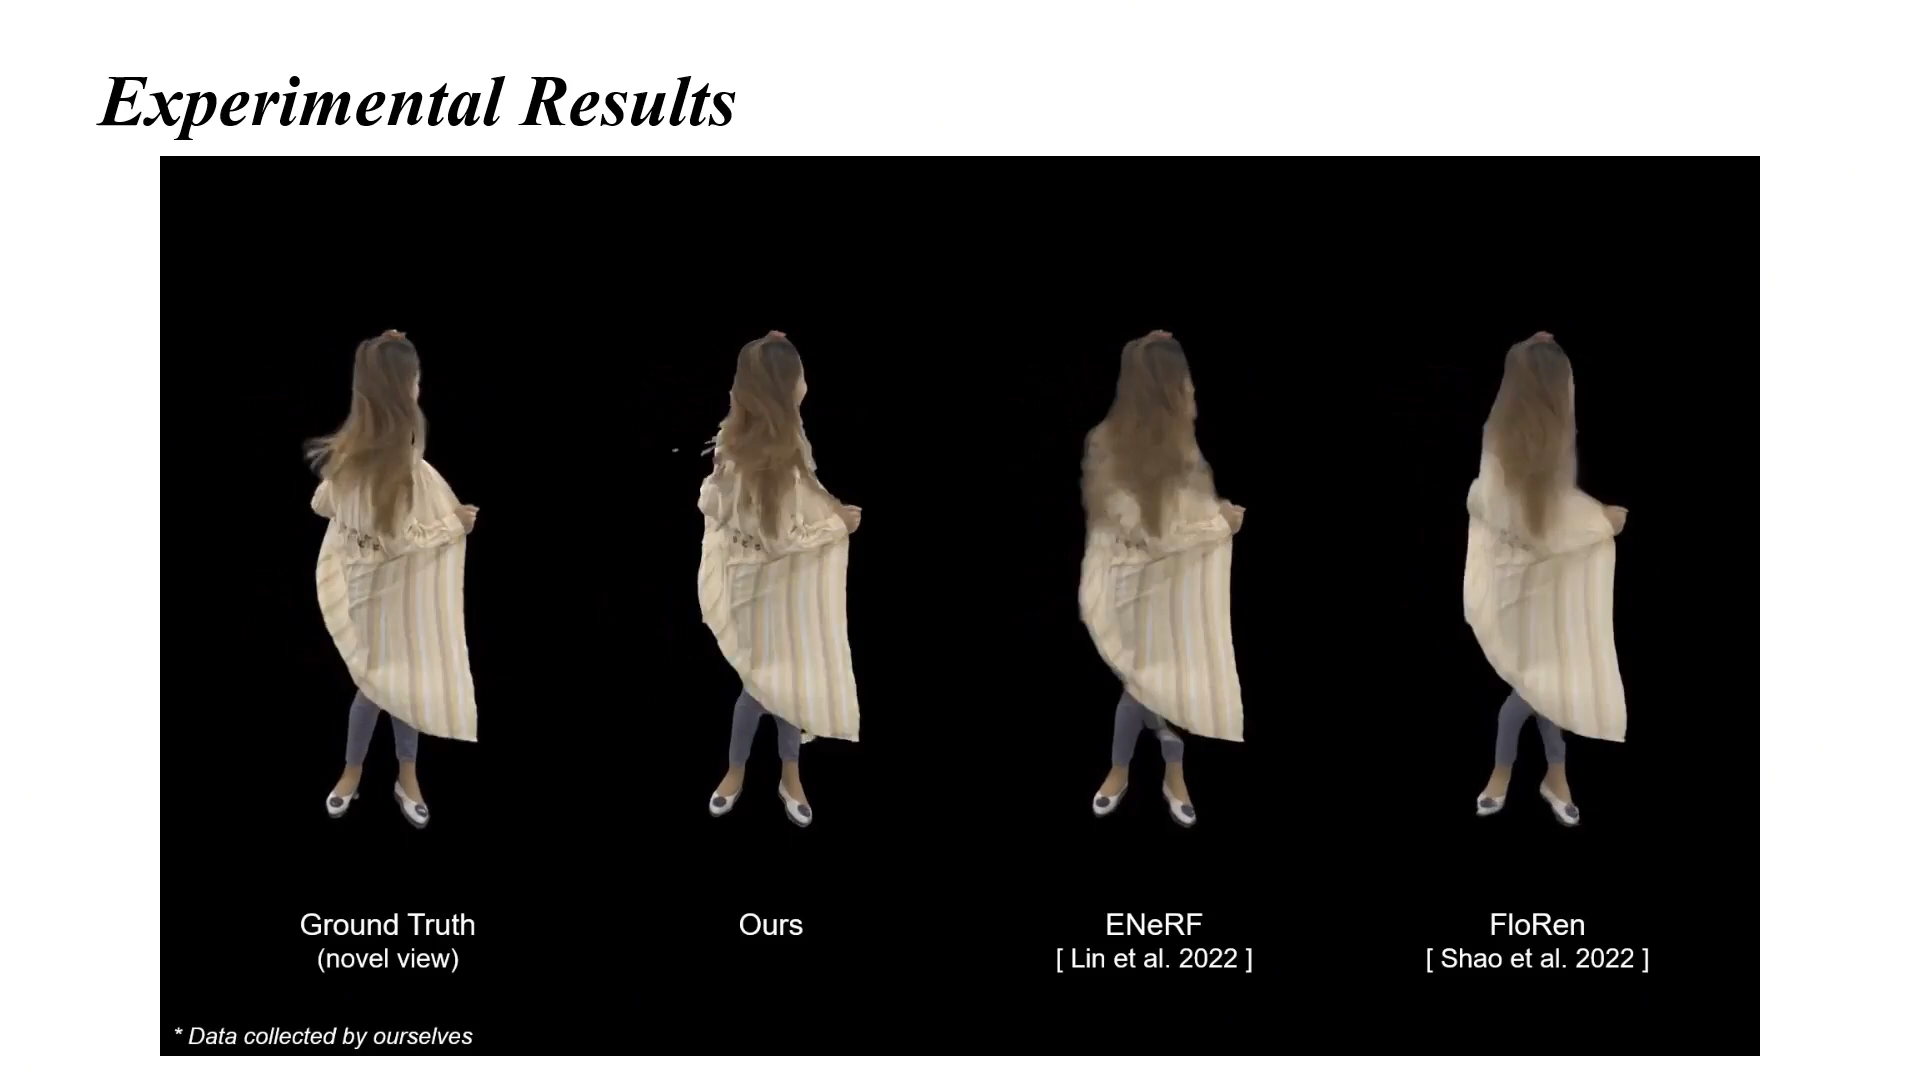 Experimental Results
Ground Truth
(novel view)
Ours
ENeRF
[ Lin et al. 2022 ]
FloRen
[ Shao et al. 2022 ]
* Data collected by ourselves